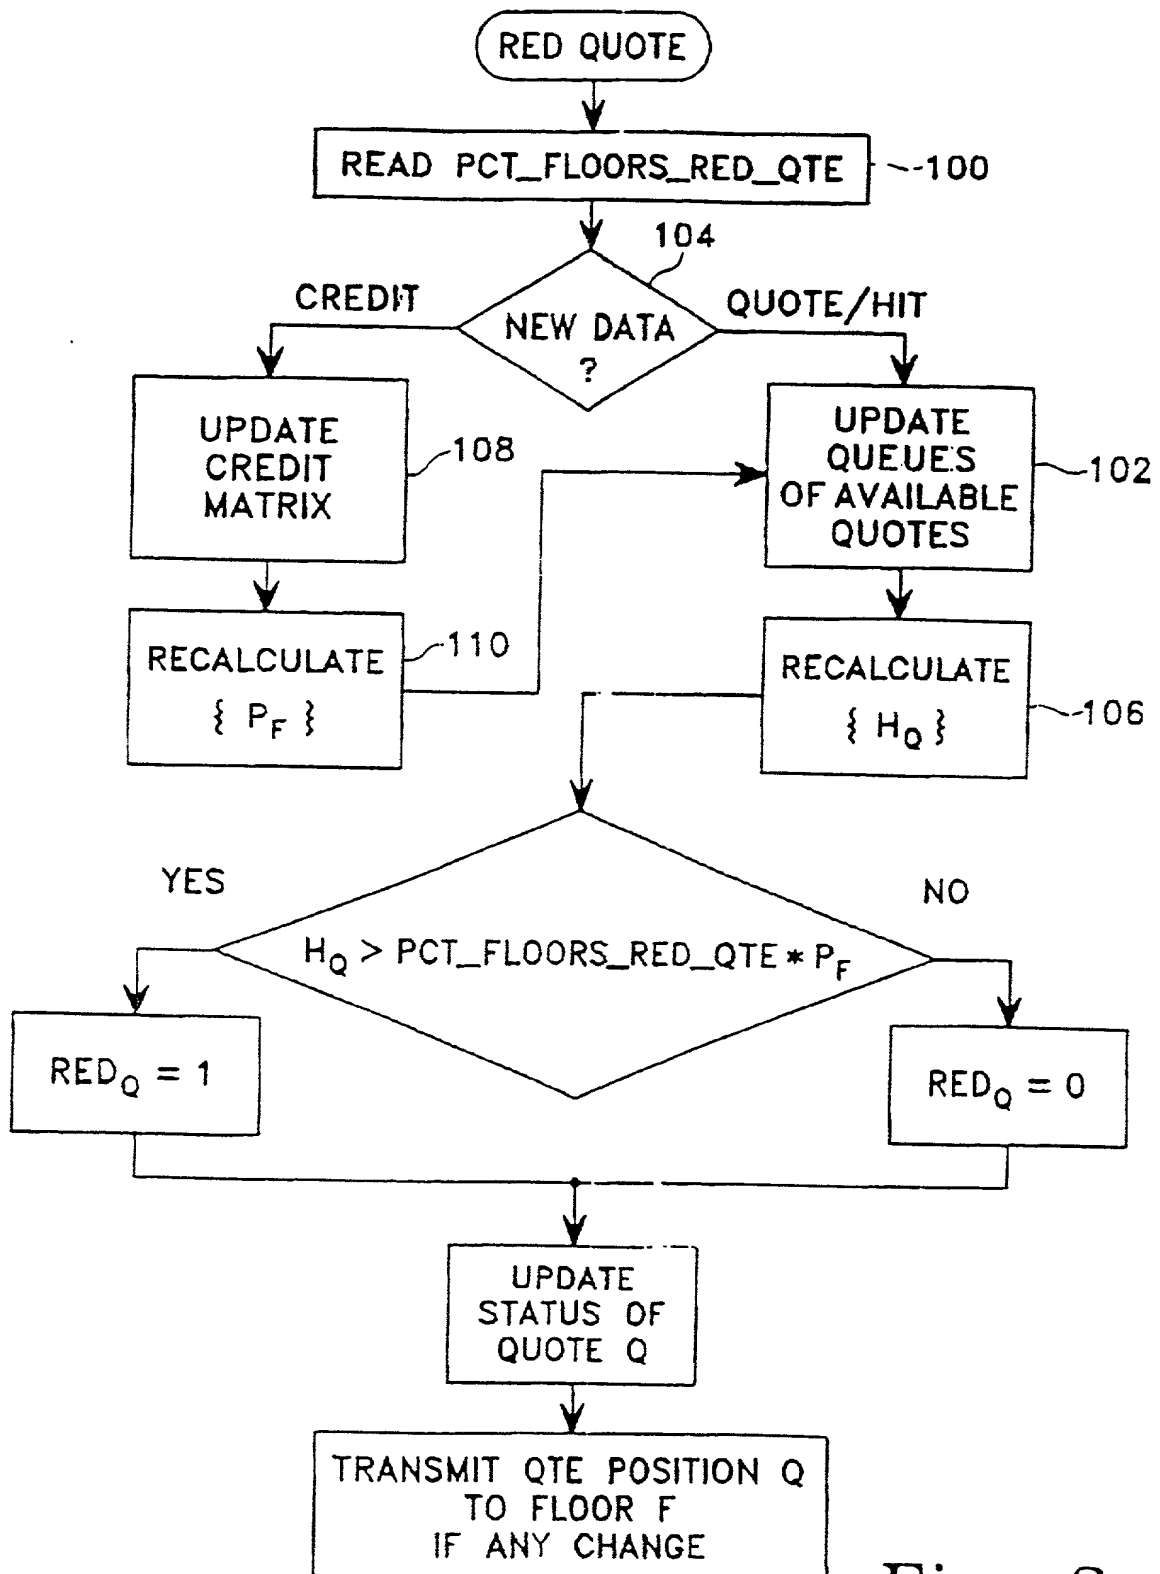 RED QUOTE
READ PCT_FLOORS_RED_QTE
100
104
CREDIT
QUOTE/HIT
NEW DATA
?
UPDATE
CREDIT
MATRIX
108
UPDATE
QUEUES
OF AVAILABLE
QUOTES
102
RECALCULATE
{ P_F }
110
RECALCULATE
{ H_Q }
106
YES
NO
H_Q > PCT_FLOORS_RED_QTE * P_F
RED_Q = 1
RED_Q = 0
UPDATE
STATUS OF
QUOTE Q
TRANSMIT QTE POSITION Q
TO FLOOR F
IF ANY CHANGE